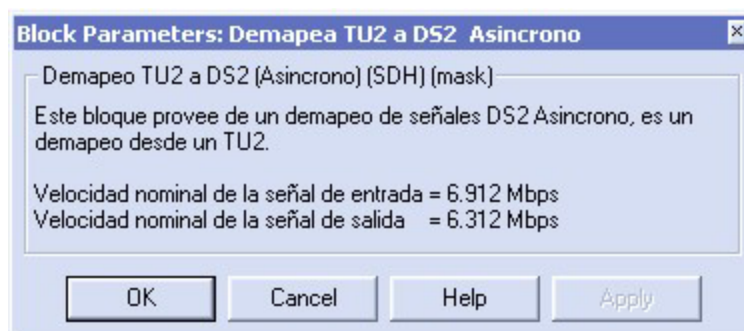 Block Parameters: Demapea TU2 a DS2 Asincrono
Demapeo TU2 a DS2 (Asincrono) (SDH) (mask)
Este bloque provee de un demapeo de señales DS2 Asincrono, es un
demapeo desde un TU2.
Velocidad nominal de la señal de entrada = 6.912 Mbps
Velocidad nominal de la señal de salida = 6.312 Mbps
OK Cancel Help Apply